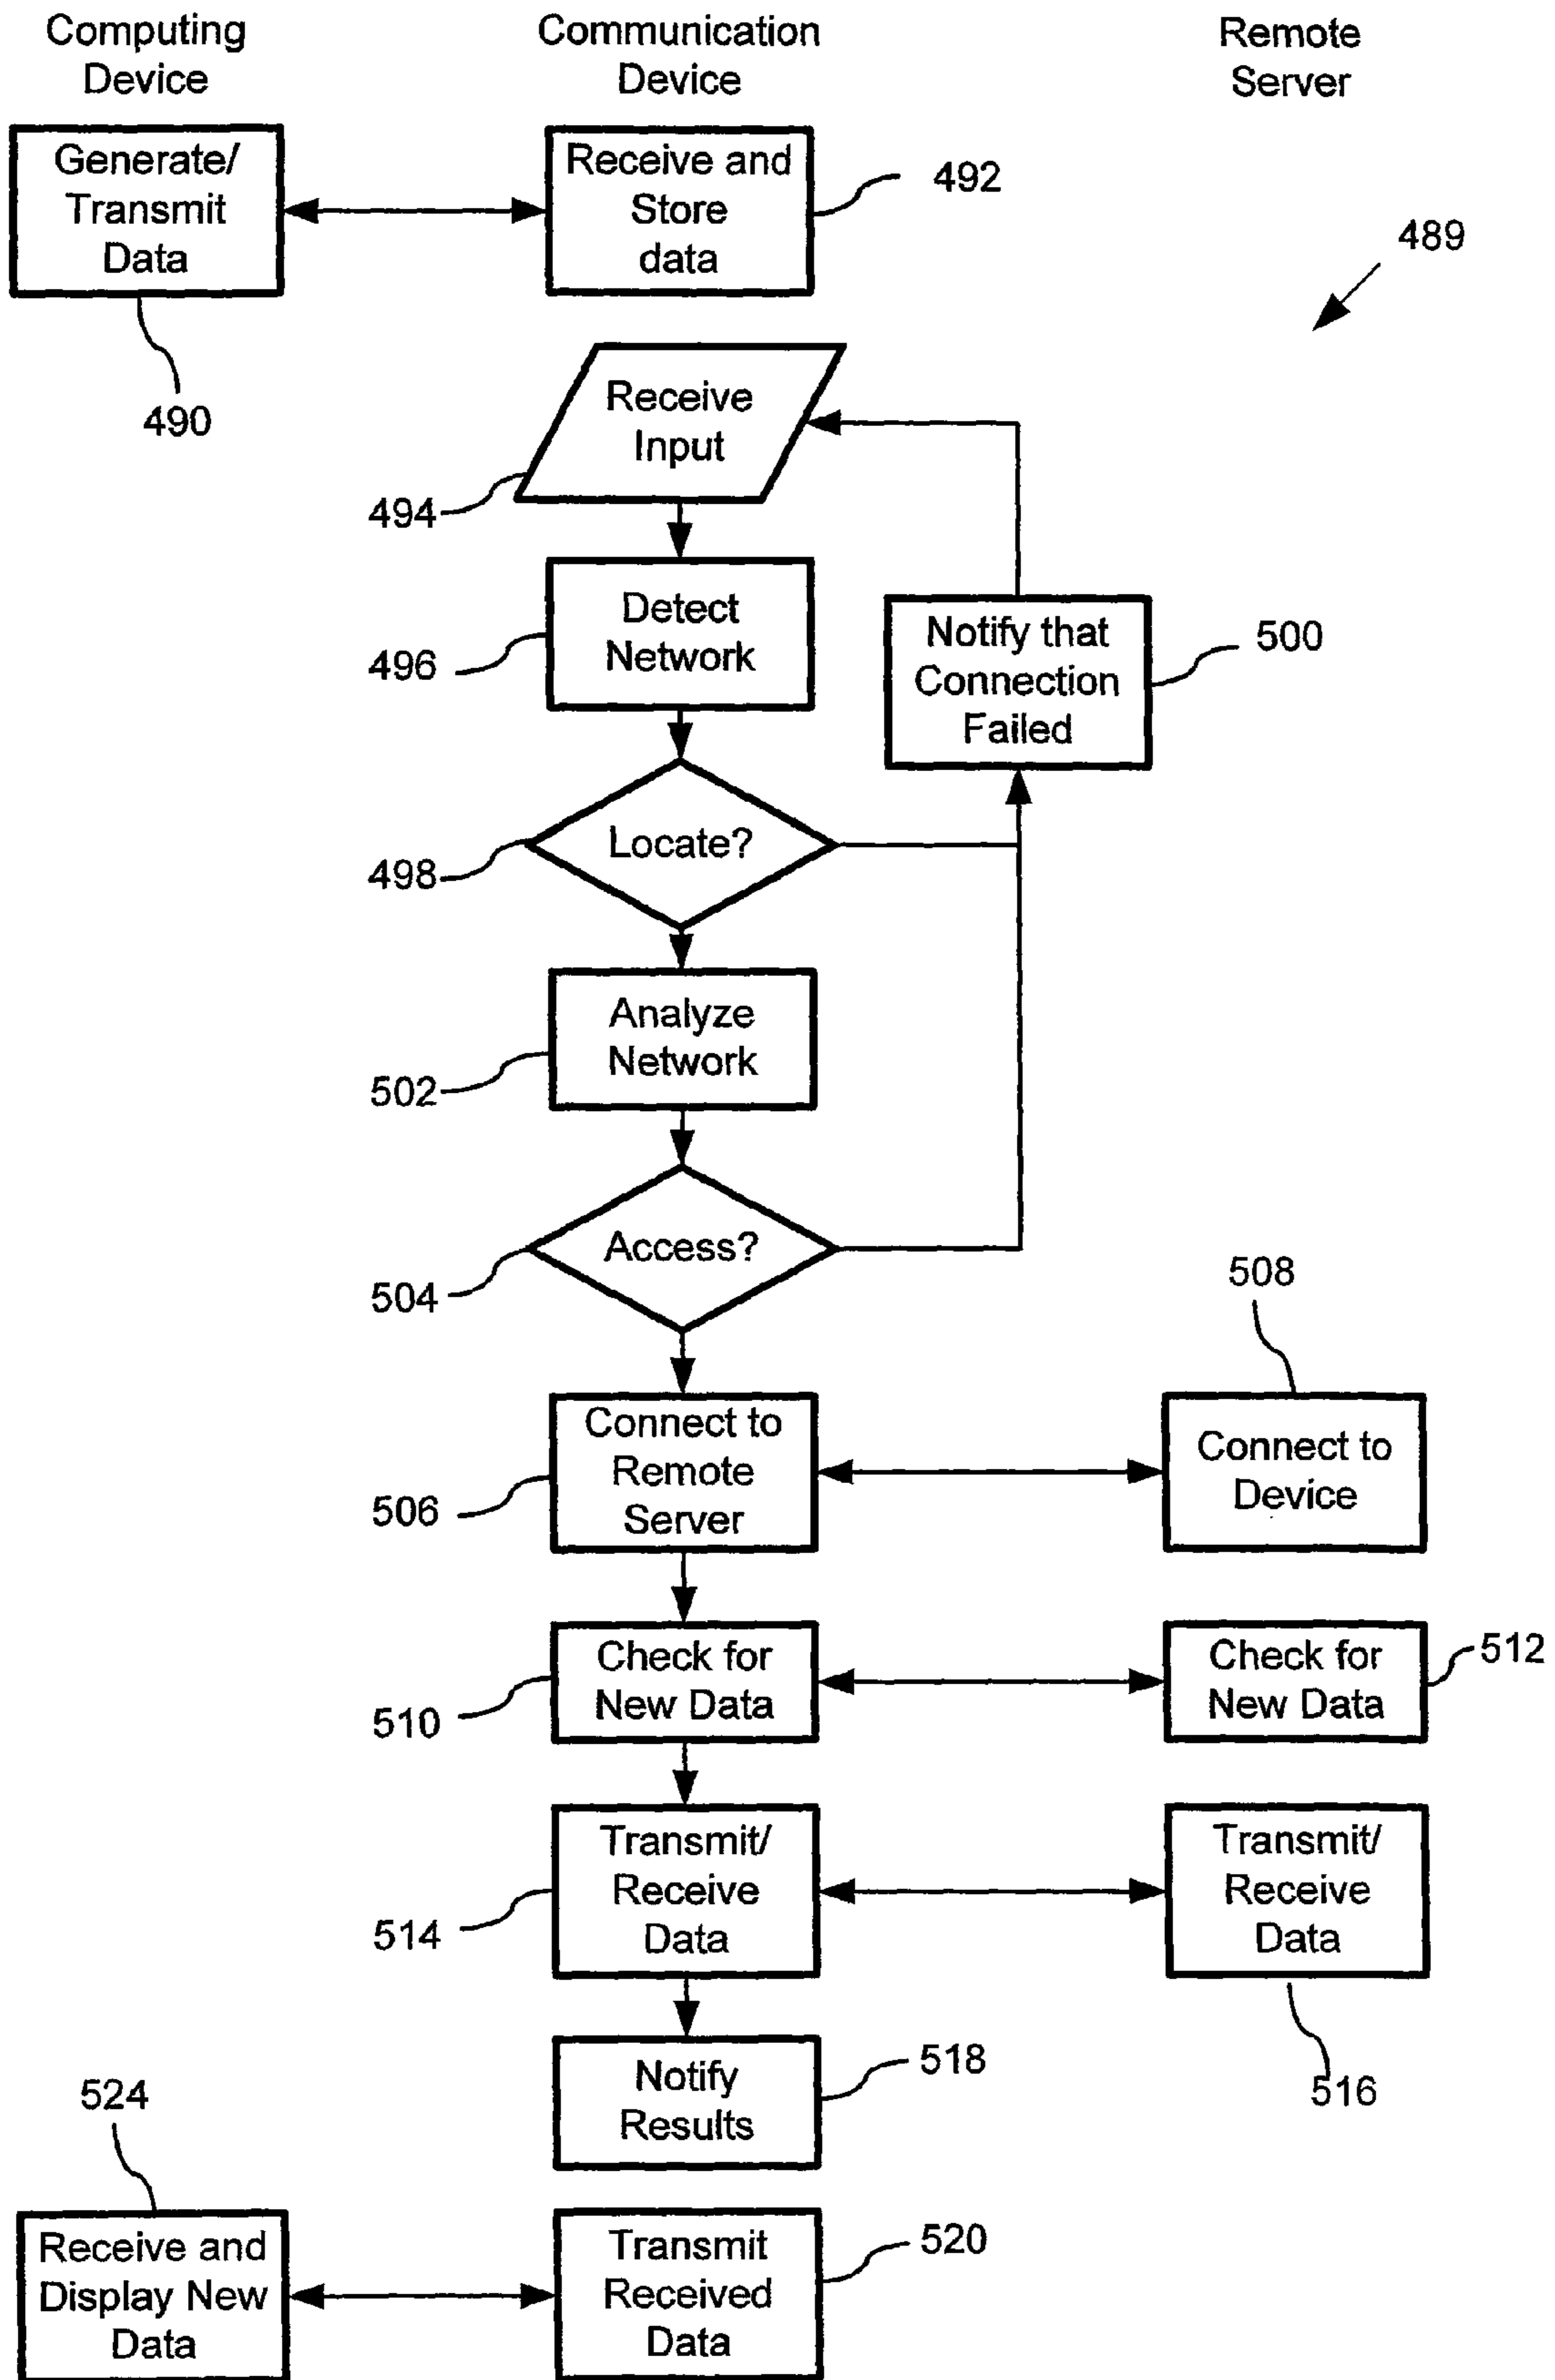 Computing
Device
Communication
Device
Remote
Server
Generate/
Transmit
Data
Receive and
Store
data
492
489
490
Receive
Input
494
Detect
Network
496
Notify that
Connection
Failed
500
Locate?
498
Analyze
Network
502
Access?
504
508
Connect to
Remote
Server
506
Connect to
Device
Check for
New Data
510
Check for
New Data
512
Transmit/
Receive
Data
514
Transmit/
Receive
Data
516
Notify
Results
518
524
Receive and
Display New
Data
Transmit
Received
Data
520